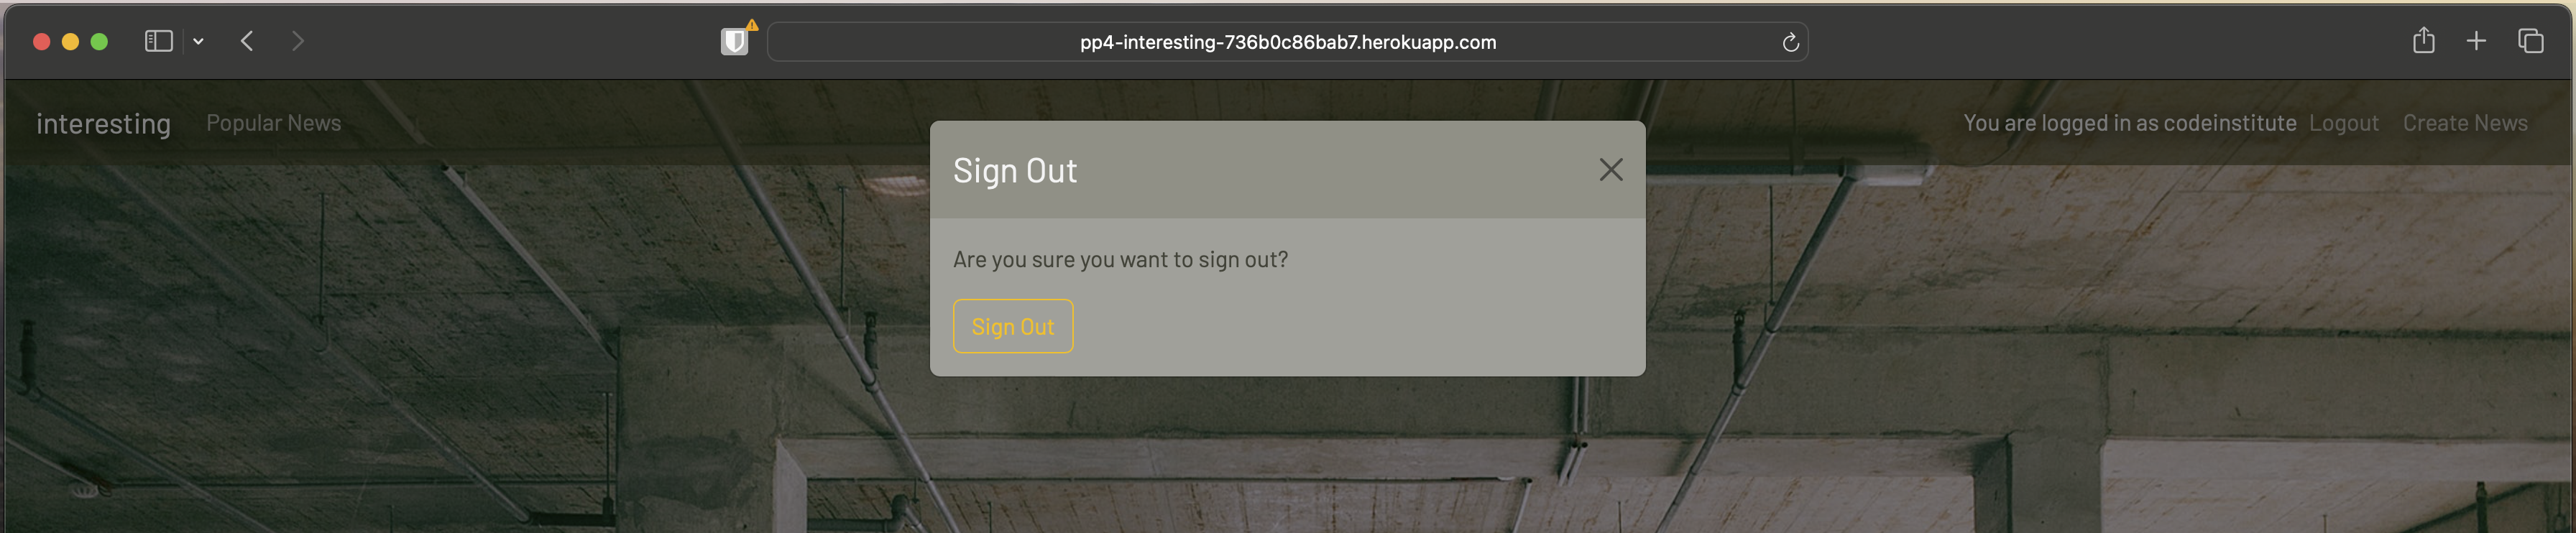 pp4-interesting-736b0c86bab7.herokuapp.com
interesting Popular News You are logged in as codeinstitute Logout Create News
Sign Out
Are you sure you want to sign out?
Sign Out